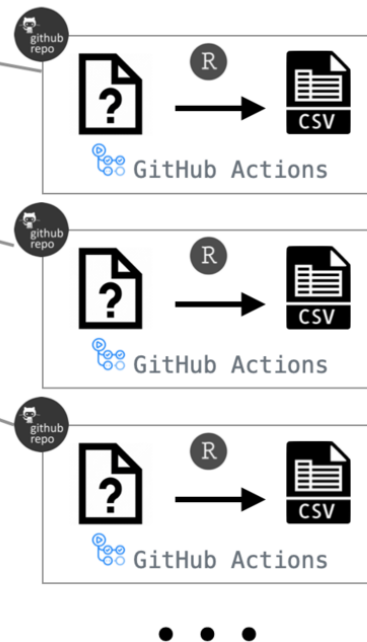 github
repo
R
?
CSV
GitHub Actions
github
repo
R
?
CSV
GitHub Actions
github
repo
R
?
CSV
GitHub Actions